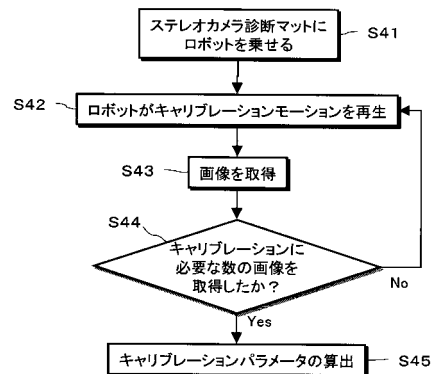 ステレオカメラ診断マットに
ロボットを乗せる
S41
S42
ロボットがキャリブレーションモーションを再生
S43
画像を取得
S44
キャリブレーションに
必要な数の画像を
取得したか？
No
Yes
キャリブレーションパラメータの算出
S45